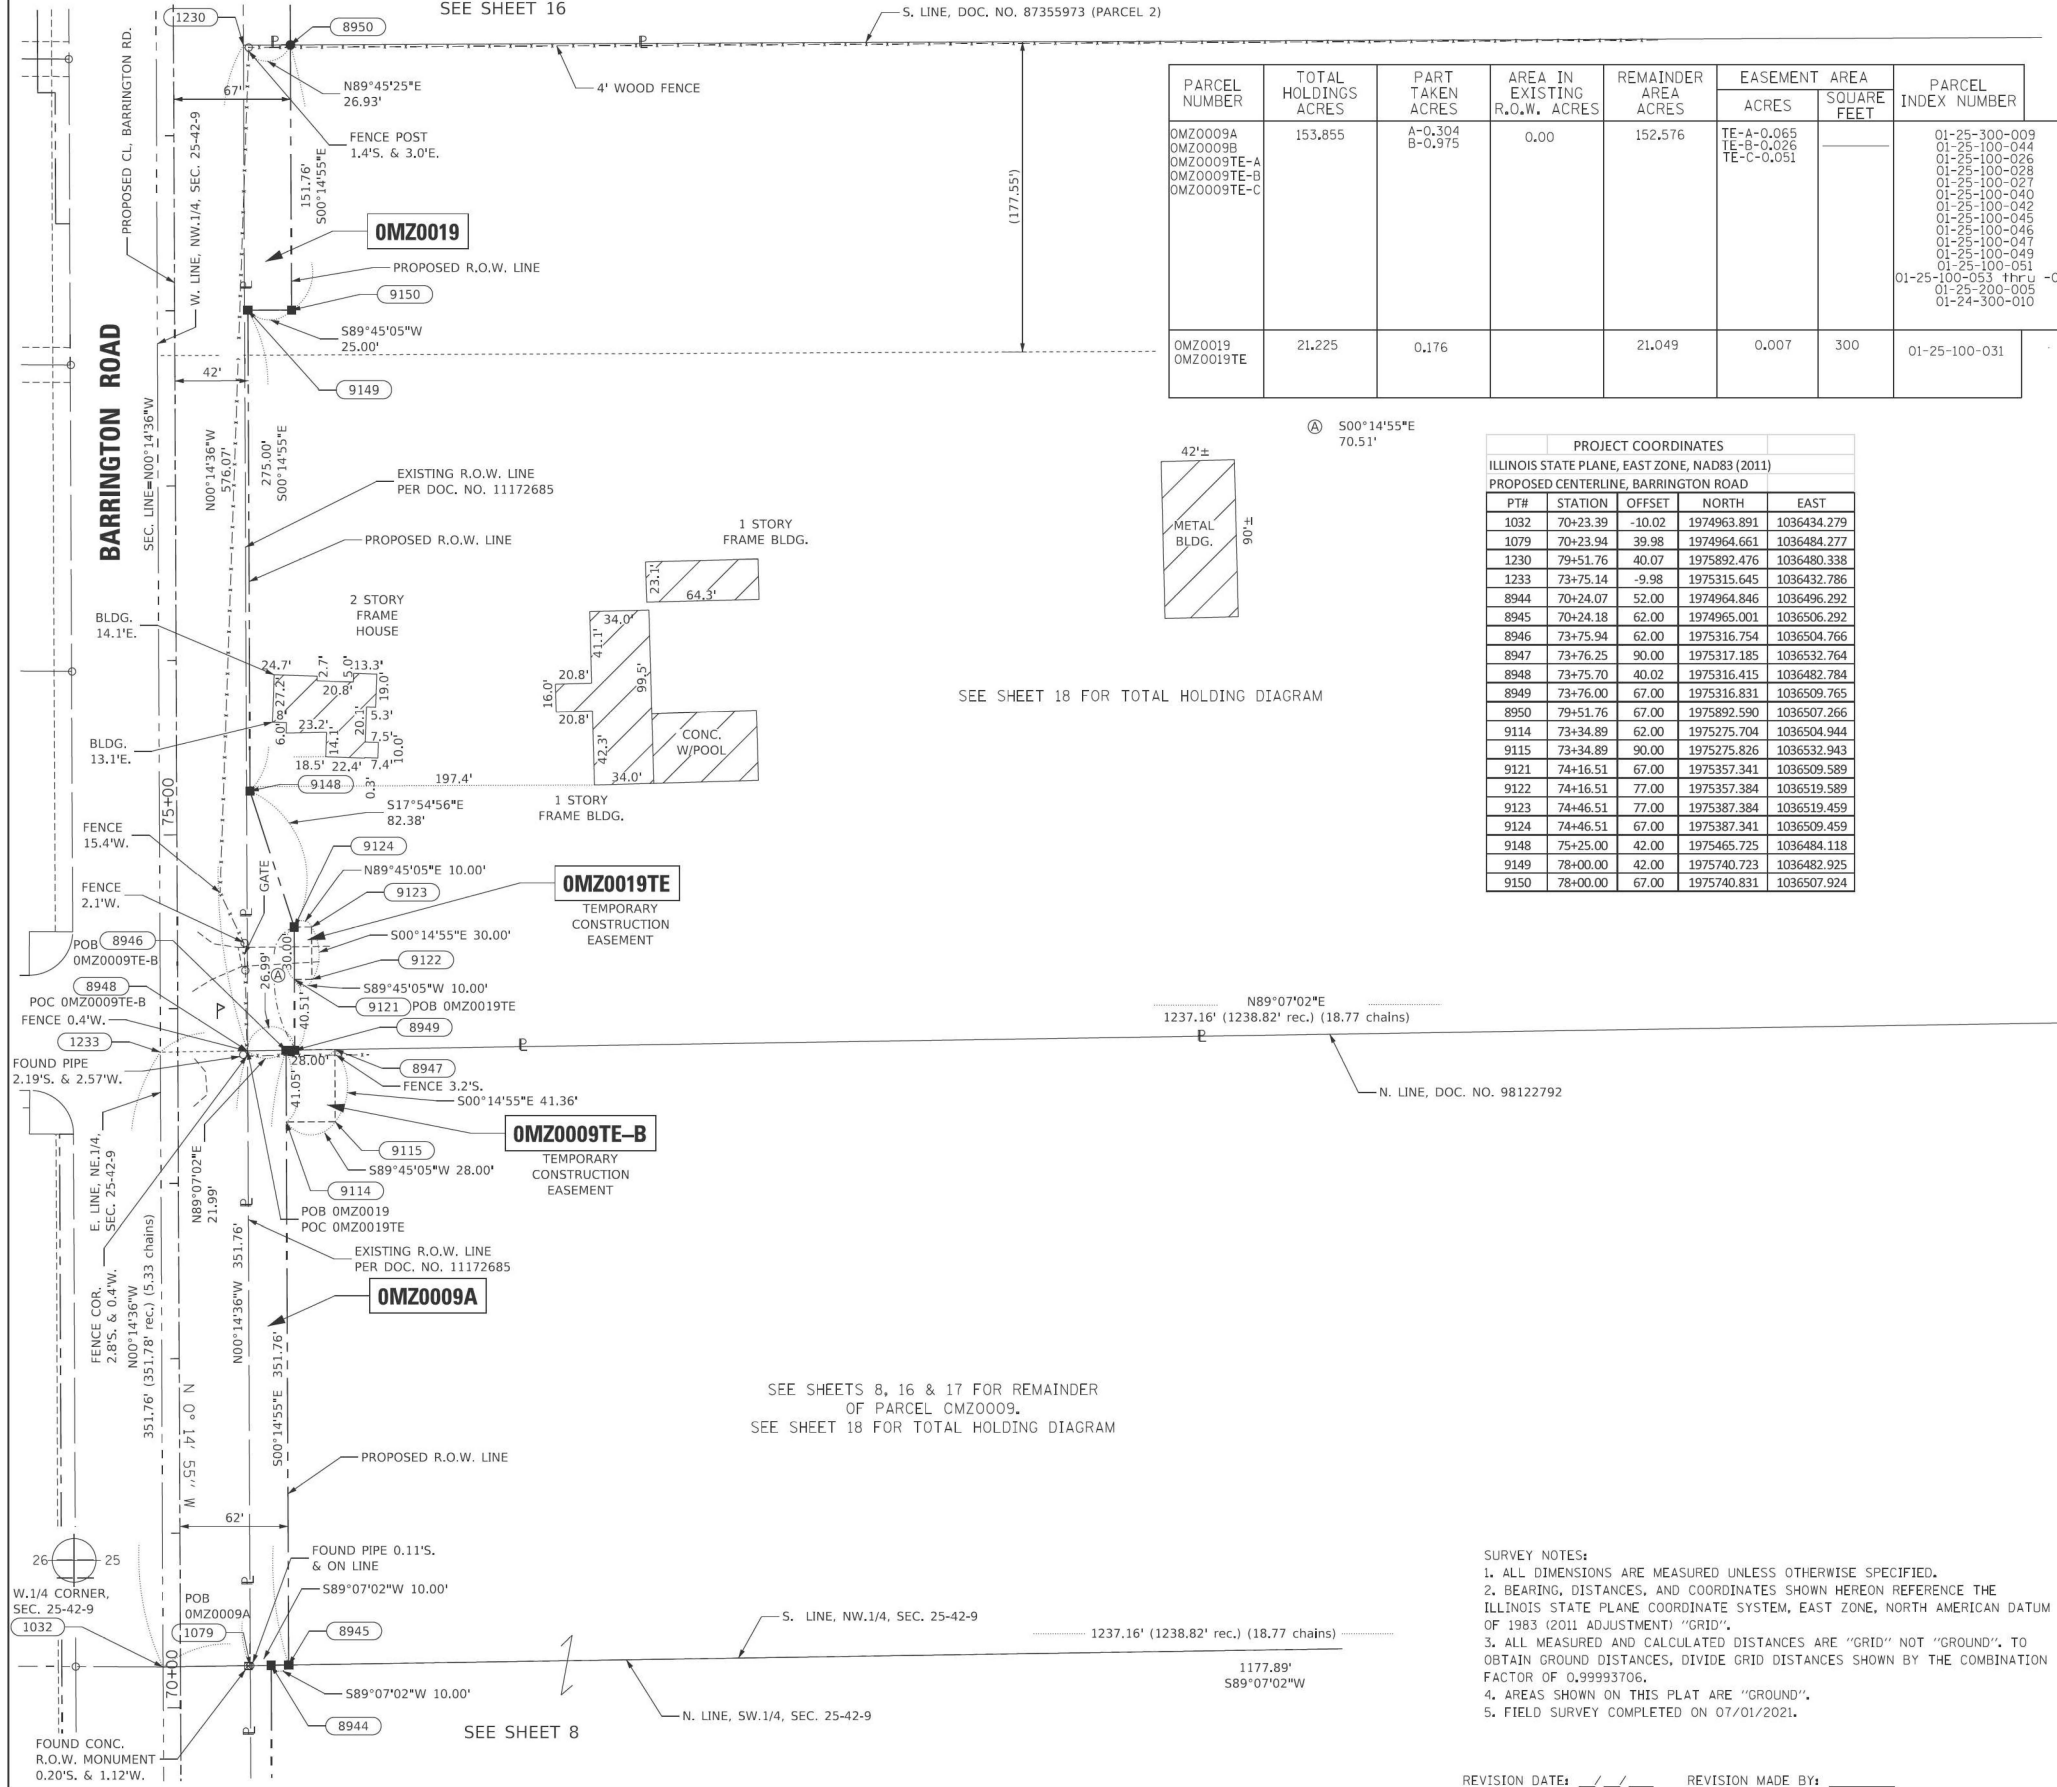 SEE SHEET 16
1230
8950
S. LINE, DOC. NO. 87355973 (PARCEL 2)
P
P
N89°45'25"E
26.93'
67'
4' WOOD FENCE
FENCE POST
1.4'S. & 3.0'E.
PROPOSED CL, BARRINGTON RD.
W. LINE, NW.1/4, SEC. 25-42-9
151.76'
S00°14'55"E
(177.55')
0MZ0019
PROPOSED R.O.W. LINE
9150
S89°45'05"W
25.00'
42'
9149
BARRINGTON ROAD
SEC. LINE=N00°14'36"W
N00°14'36"W
576.07'
275.00'
S00°14'55"E
PARCEL NUMBER
TOTAL HOLDINGS ACRES
PART TAKEN ACRES
AREA IN EXISTING R.O.W. ACRES
REMAINDER AREA ACRES
EASEMENT AREA
ACRES
SQUARE FEET
PARCEL INDEX NUMBER
0MZ0009A 153.855 A-0.304 0.00 152.576 TE-A-0.065 01-25-300-009
0MZ0009B B-0.975 TE-B-0.026 01-25-100-044
0MZ0009TE-A TE-C-0.051 01-25-100-026
0MZ0009TE-B 01-25-100-028
0MZ0009TE-C 01-25-100-027
01-25-100-040
01-25-100-042
01-25-100-045
01-25-100-046
01-25-100-047
01-25-100-049
01-25-100-051
01-25-100-053 thru -0
01-25-200-005
01-24-300-010
0MZ0019 21.225 0.176 21.049 0.007 300 01-25-100-031
0MZ0019TE
A S00°14'55"E
70.51'
EXISTING R.O.W. LINE
PER DOC. NO. 11172685
PROPOSED R.O.W. LINE
1 STORY
FRAME BLDG.
23.1'
64.3'
42'±
METAL
BLDG.
90'±
PROJECT COORDINATES
ILLINOIS STATE PLANE, EAST ZONE, NAD83 (2011)
PROPOSED CENTERLINE, BARRINGTON ROAD
PT# STATION OFFSET NORTH EAST
1032 70+23.39 -10.02 1974963.891 1036434.279
1079 70+23.94 39.98 1974964.661 1036484.277
1230 79+51.76 40.07 1975892.476 1036480.338
1233 73+75.14 -9.98 1975315.645 1036432.786
8944 70+24.07 52.00 1974964.846 1036496.292
8945 70+24.18 62.00 1974965.001 1036506.292
8946 73+75.94 62.00 1975316.754 1036504.766
8947 73+76.25 90.00 1975317.185 1036532.764
8948 73+75.70 40.02 1975316.415 1036482.784
8949 73+76.00 67.00 1975316.831 1036509.765
8950 79+51.76 67.00 1975892.590 1036507.266
9114 73+34.89 62.00 1975275.704 1036504.944
9115 73+34.89 90.00 1975275.826 1036532.943
9121 74+16.51 67.00 1975357.341 1036509.589
9122 74+16.51 77.00 1975357.384 1036519.589
9123 74+46.51 77.00 1975387.384 1036519.459
9124 74+46.51 67.00 1975387.341 1036509.459
9148 75+25.00 42.00 1975465.725 1036484.118
9149 78+00.00 42.00 1975740.723 1036482.925
9150 78+00.00 67.00 1975740.831 1036507.924
2 STORY
FRAME
HOUSE
BLDG.
14.1'E.
24.7'
2.7'
5.0'
13.3'
27.2'
20.8'
19.0'
.8'
23.2'
20.1'
5.3'
6.0'
14.1'
7.5'
10.0'
18.5'
22.4'
7.4'
0.3'
BLDG.
13.1'E.
34.0'
41.1'
20.8'
16.0'
20.8'
99.5'
42.3'
34.0'
CONC.
W/POOL
197.4'
1 STORY
FRAME BLDG.
SEE SHEET 18 FOR TOTAL HOLDING DIAGRAM
9148
75+00
S17°54'56"E
82.38'
FENCE
15.4'W.
GATE
9124
N89°45'05"E 10.00'
9123
0MZ0019TE
TEMPORARY
CONSTRUCTION
EASEMENT
FENCE
2.1'W.
S00°14'55"E 30.00'
30.00'
26.99'
A
9122
S89°45'05"W 10.00'
9121
POB 0MZ0019TE
40.51'
8949
POB
8946
0MZ0009TE-B
8948
POC 0MZ0009TE-B
FENCE 0.4'W.
1233
FOUND PIPE
2.19'S. & 2.57'W.
N89°07'02"E
1237.16' (1238.82' rec.) (18.77 chains)
28.00'
8947
FENCE 3.2'S.
41.05'
S00°14'55"E 41.36'
0MZ0009TE–B
TEMPORARY
CONSTRUCTION
EASEMENT
9115
S89°45'05"W 28.00'
9114
POB 0MZ0019
POC 0MZ0019TE
N. LINE, DOC. NO. 98122792
E. LINE, NE.1/4,
SEC. 25-42-9
N89°07'02"E
21.99'
FENCE COR.
2.8'S. & 0.4'W.
N00°14'36"W
351.76' (351.78' rec.) (5.33 chains)
N00°14'36"W 351.76'
EXISTING R.O.W. LINE
PER DOC. NO. 11172685
0MZ0009A
S00°14'55"E 351.76'
N 0° 14' 55" W
SEE SHEETS 8, 16 & 17 FOR REMAINDER
OF PARCEL CMZ0009.
SEE SHEET 18 FOR TOTAL HOLDING DIAGRAM
PROPOSED R.O.W. LINE
62'
26
25
W.1/4 CORNER,
SEC. 25-42-9
1032
POB
0MZ0009A
1079
FOUND PIPE 0.11'S.
& ON LINE
S89°07'02"W 10.00'
8945
S. LINE, NW.1/4, SEC. 25-42-9
1237.16' (1238.82' rec.) (18.77 chains)
70+00
1177.89'
S89°07'02"W
S89°07'02"W 10.00'
8944
SEE SHEET 8
N. LINE, SW.1/4, SEC. 25-42-9
FOUND CONC.
R.O.W. MONUMENT
0.20'S. & 1.12'W.
SURVEY NOTES:
1. ALL DIMENSIONS ARE MEASURED UNLESS OTHERWISE SPECIFIED.
2. BEARING, DISTANCES, AND COORDINATES SHOWN HEREON REFERENCE THE
ILLINOIS STATE PLANE COORDINATE SYSTEM, EAST ZONE, NORTH AMERICAN DATUM
OF 1983 (2011 ADJUSTMENT) "GRID".
3. ALL MEASURED AND CALCULATED DISTANCES ARE "GRID" NOT "GROUND". TO
OBTAIN GROUND DISTANCES, DIVIDE GRID DISTANCES SHOWN BY THE COMBINATION
FACTOR OF 0.99993706.
4. AREAS SHOWN ON THIS PLAT ARE "GROUND".
5. FIELD SURVEY COMPLETED ON 07/01/2021.
REVISION DATE: __/__/___ REVISION MADE BY: ________